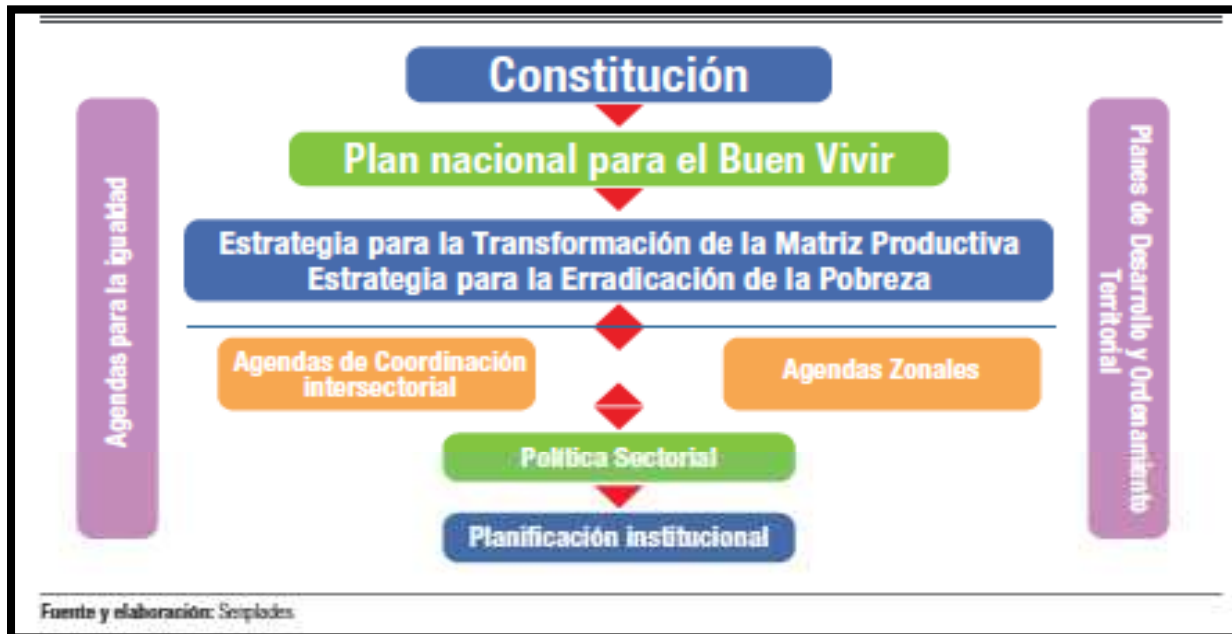 Constitución
Plan nacional para el Buen Vivir
Estrategia para la Transformación de la Matriz Productiva
Estrategia para la Erradicación de la Pobreza
Agendas para la igualdad
Agendas de Coordinación
intersectorial
Agendas Zonales
Planes de Desarrollo y Ordenamiento
Territorial
Política Sectorial
Planificación institucional
Fuente y elaboración: Senplades.